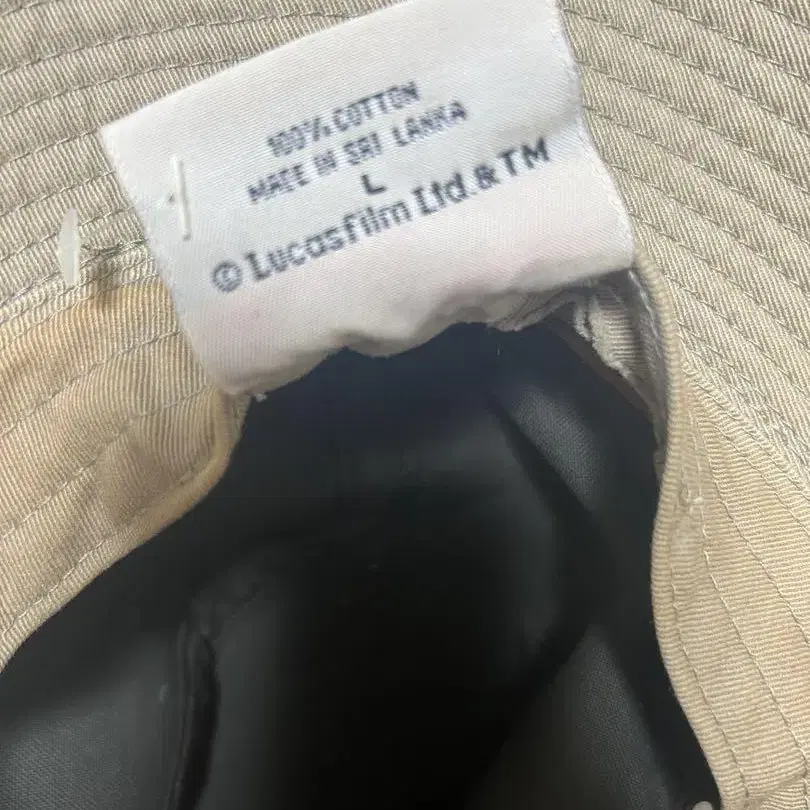 100% COTTON
MADE IN SRI LANKA
L
© Lucasfilm Ltd. & TM